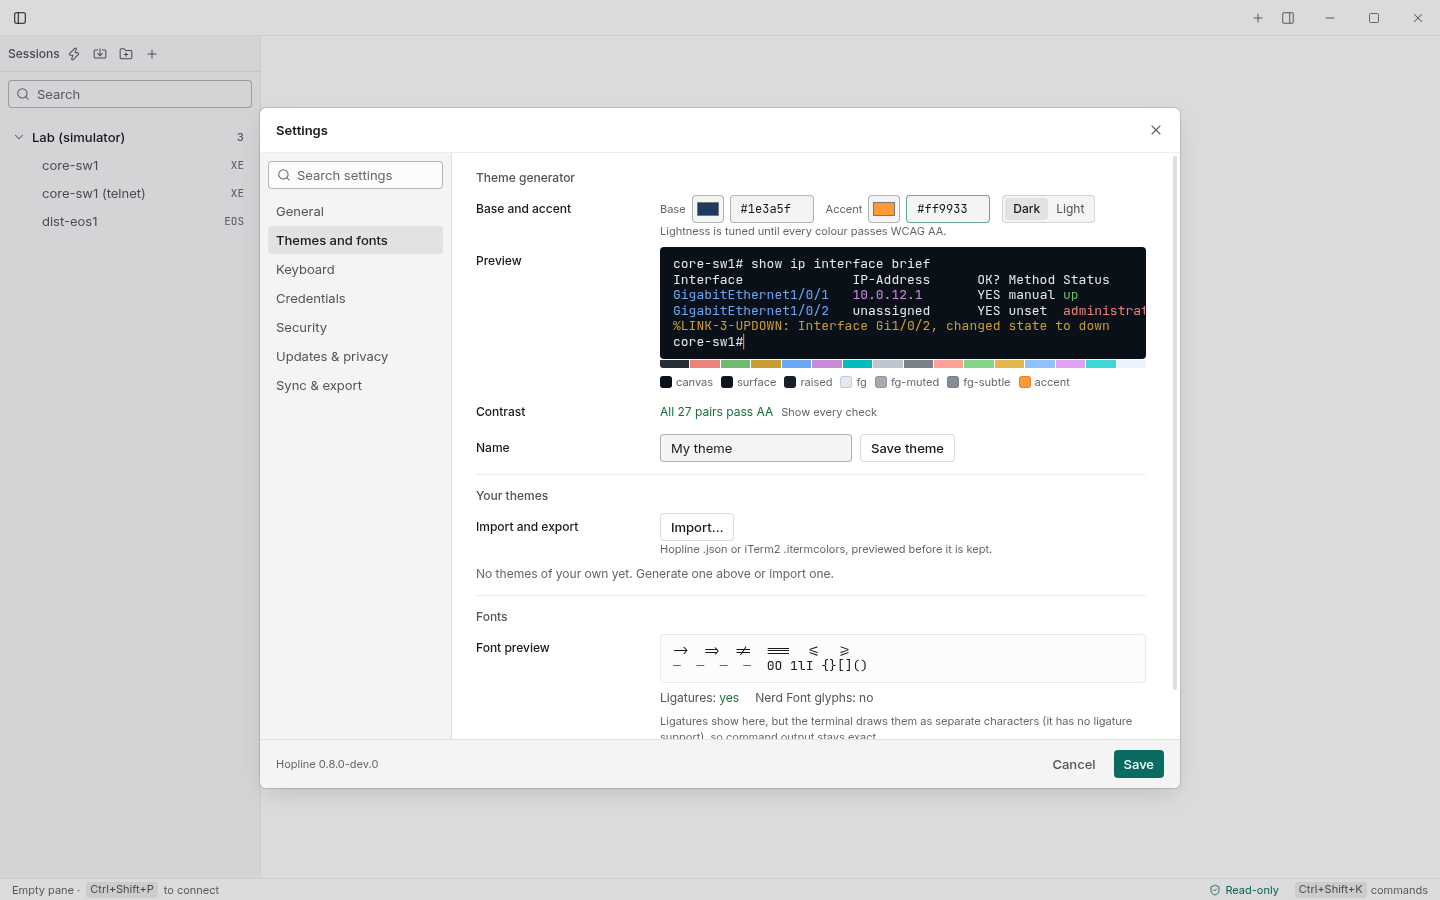 Sessions
Search
Lab (simulator) 3
core-sw1 XE
core-sw1 (telnet) XE
dist-eos1 EOS
Settings
Search settings
General
Themes and fonts
Keyboard
Credentials
Security
Updates & privacy
Sync & export
Theme generator
Base and accent Base #1e3a5f Accent #ff9933 Dark Light
Lightness is tuned until every colour passes WCAG AA.
Preview
core-sw1# show ip interface brief
Interface IP-Address OK? Method Status
GigabitEthernet1/0/1 10.0.12.1 YES manual up
GigabitEthernet1/0/2 unassigned YES unset administrat
%LINK-3-UPDOWN: Interface Gi1/0/2, changed state to down
core-sw1#
canvas surface raised fg fg-muted fg-subtle accent
Contrast All 27 pairs pass AA Show every check
Name My theme Save theme
Your themes
Import and export Import...
Hopline .json or iTerm2 .itermcolors, previewed before it is kept.
No themes of your own yet. Generate one above or import one.
Fonts
Font preview
→ ⇒ ≠ ≡ ⩽ ⩾
— — — — 0O 1lI {}[]()
Ligatures: yes Nerd Font glyphs: no
Ligatures show here, but the terminal draws them as separate characters (it has no ligature
support), so command output stays exact.
Hopline 0.8.0-dev.0 Cancel Save
Empty pane · Ctrl+Shift+P to connect Read-only Ctrl+Shift+K commands